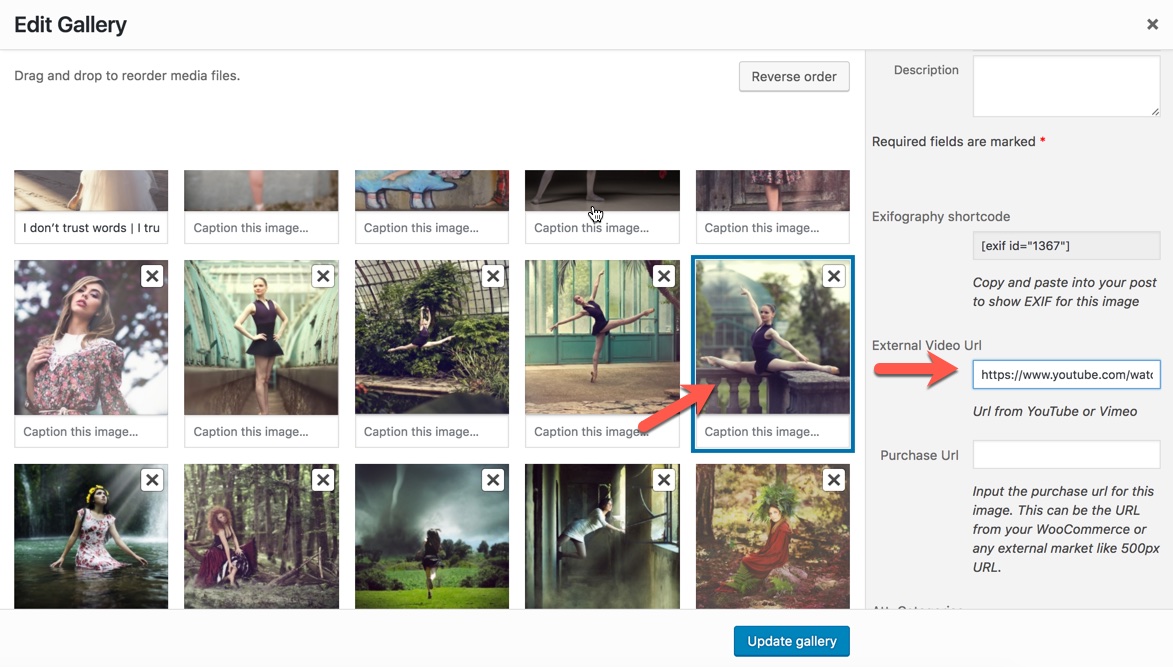 Edit Gallery
Drag and drop to reorder media files.
Reverse order
I don't trust words | I tru
Caption this image...
Caption this image...
Caption this image...
Caption this image...
Caption this image...
Caption this image...
Caption this image...
Caption this image...
Caption this image...
Update gallery
Description
Required fields are marked *
Exifography shortcode
[exif id="1367"]
Copy and paste into your post
to show EXIF for this image
External Video Url
https://www.youtube.com/watc
Url from YouTube or Vimeo
Purchase Url
Input the purchase url for this
image. This can be the URL
from your WooCommerce or
any external market like 500px
URL.